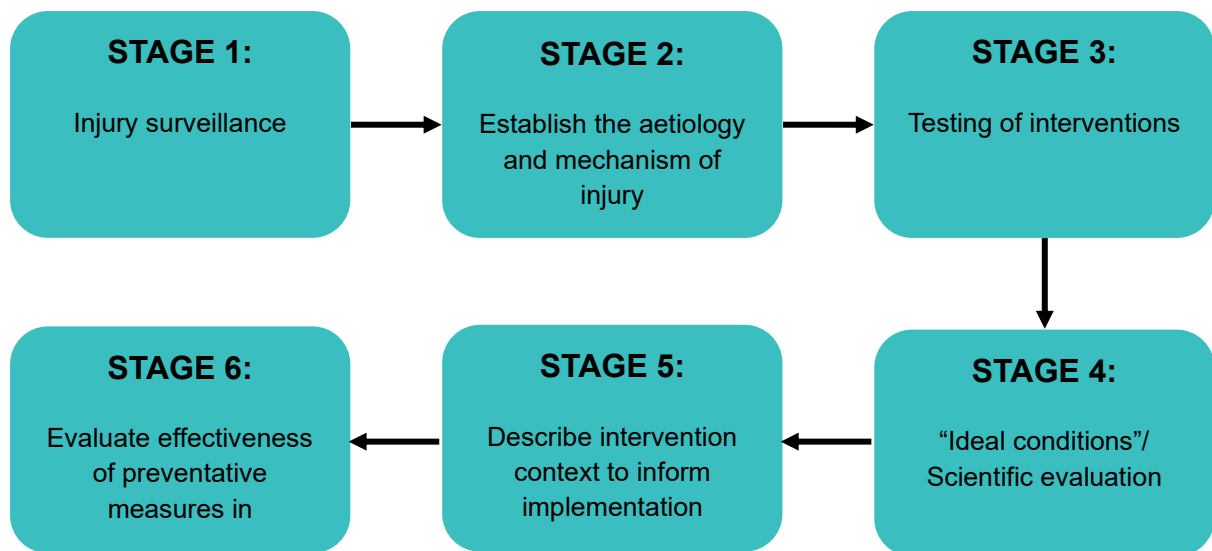 STAGE 1:
Injury surveillance
STAGE 2:
Establish the aetiology
and mechanism of
injury
STAGE 3:
Testing of interventions
STAGE 4:
“Ideal conditions”/
Scientific evaluation
STAGE 5:
Describe intervention
context to inform
implementation
STAGE 6:
Evaluate effectiveness
of preventative
measures in